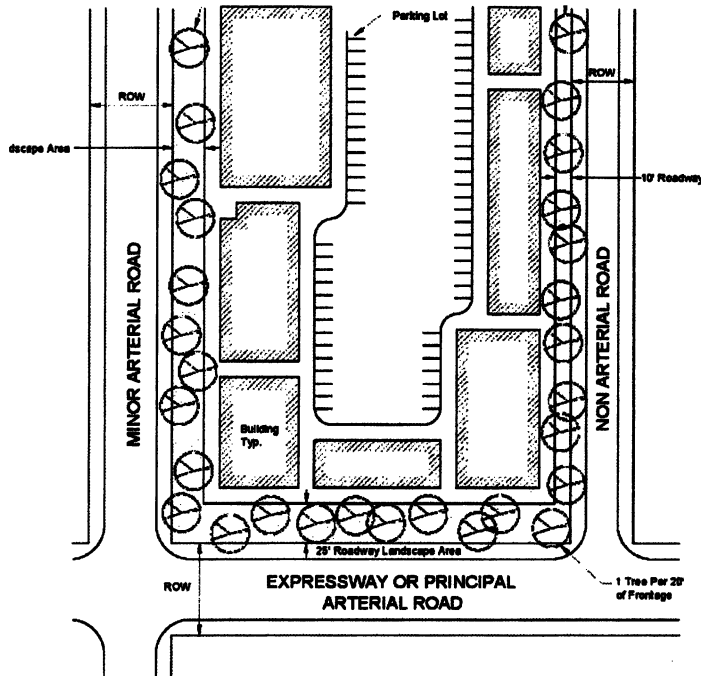 Parking Lot
ROW
ROW
dscape Area
10' Roadway
MINOR ARTERIAL ROAD
NON ARTERIAL ROAD
Building
Typ.
25' Roadway Landscape Area
ROW
EXPRESSWAY OR PRINCIPAL
ARTERIAL ROAD
1 Tree Per 20'
of Frontage